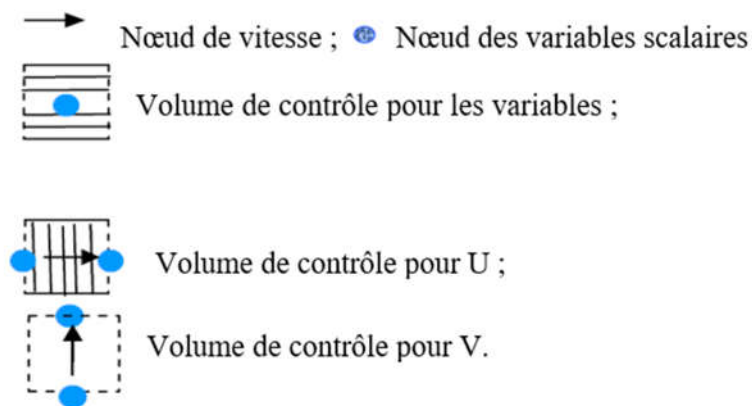 Nœud de vitesse ; Nœud des variables scalaires
Volume de contrôle pour les variables ;
Volume de contrôle pour U ;
Volume de contrôle pour V.